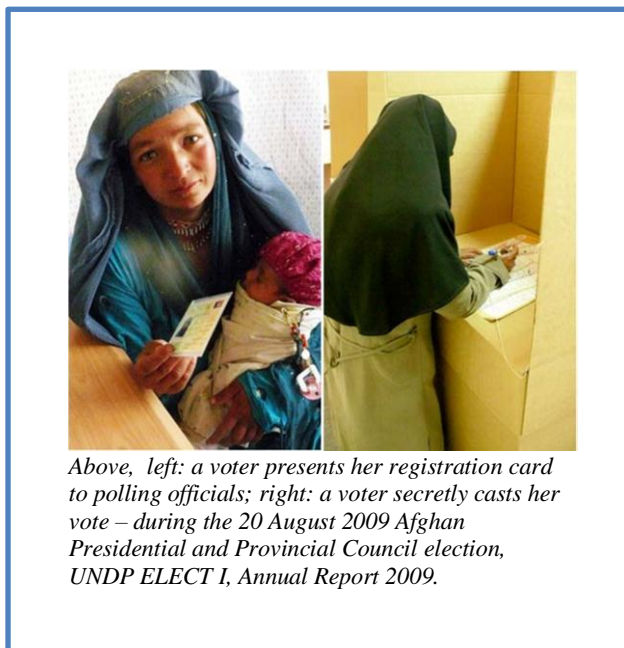 Above, left: a voter presents her registration card
to polling officials; right: a voter secretly casts her
vote – during the 20 August 2009 Afghan
Presidential and Provincial Council election,
UNDP ELECT I, Annual Report 2009.